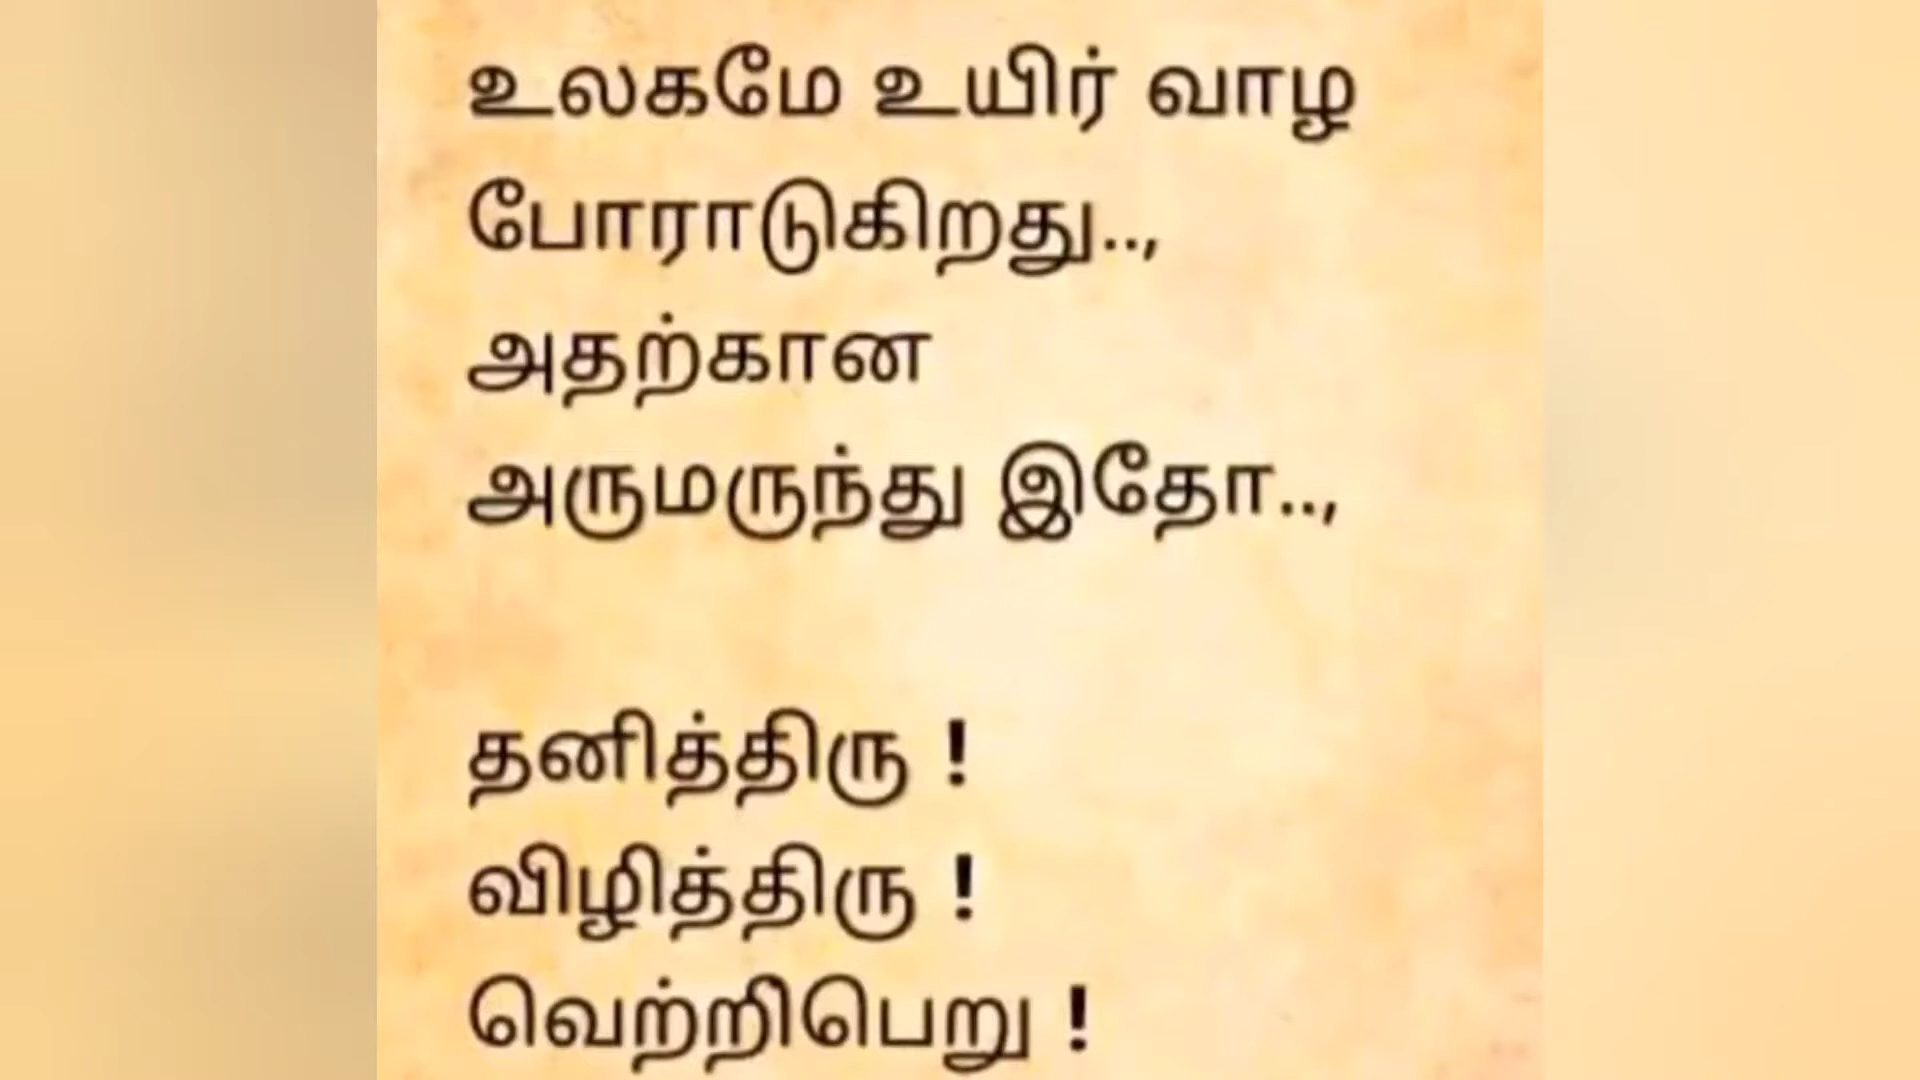 உலகமே உயிர் வாழ
போராடுகிறது..,
அதற்கான
அருமருந்து இதோ..,
தனித்திரு !
விழித்திரு !
வெற்றிபெறு !